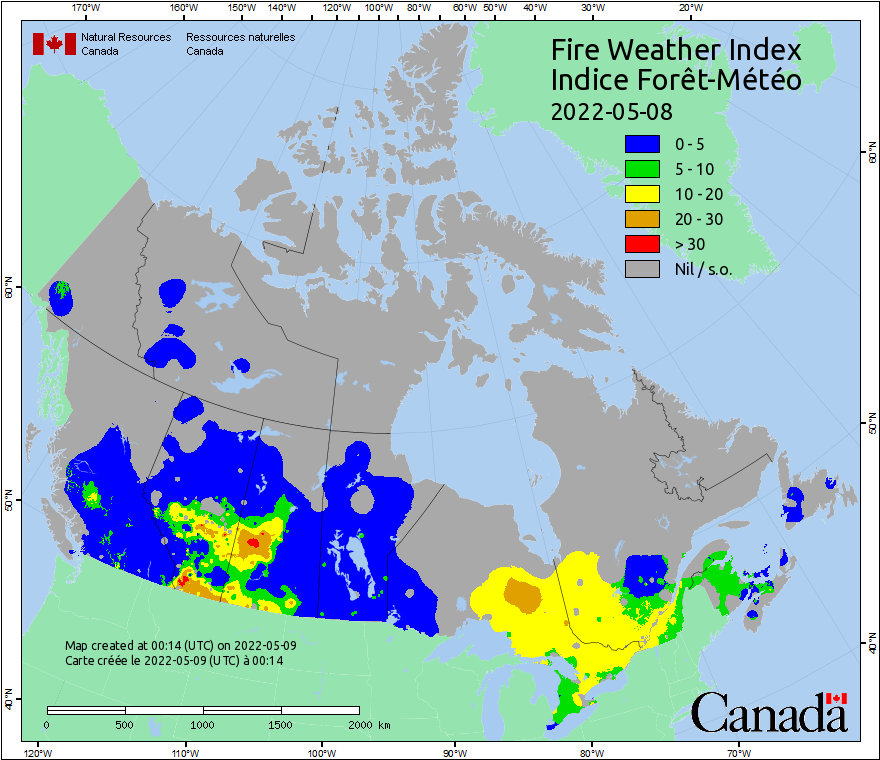 170°W 160°W 150°W 140°W 130°W 120°W 110°W 100°W 90°W 80°W 60°W 50°W 40°W 30°W 20°W
Natural Resources Ressources naturelles
Canada Canada
Fire Weather Index
Indice Forêt-Météo
2022-05-08
0 - 5
5 - 10
10 - 20
20 - 30
> 30
Nil / s.o.
60°N
60°N
50°N
50°N
40°N
40°N
Map created at 00:14 (UTC) on 2022-05-09
Carte créée le 2022-05-09 (UTC) à 00:14
0 500 1000 1500 2000 km
Canada
120°W 110°W 100°W 90°W 80°W 70°W